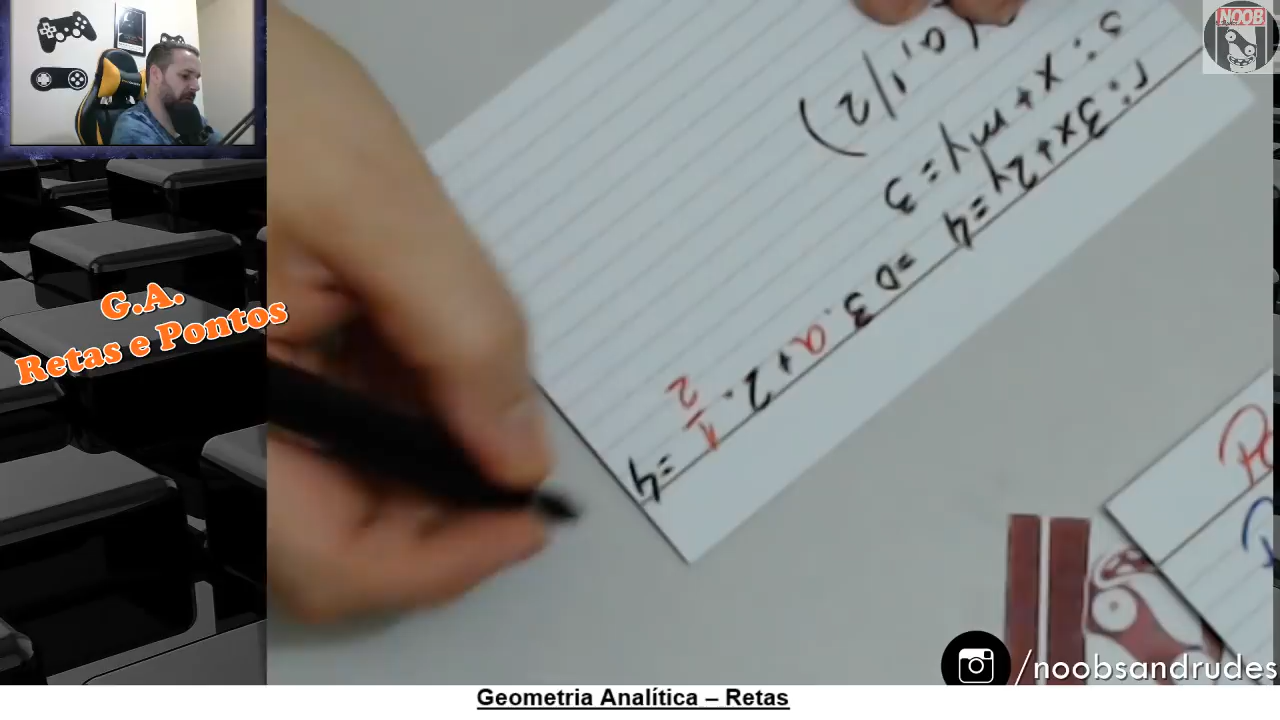 NOOB
r: 3x+2y=4 ⇒ 3.a+2.1/2=4
s: x+my=3
(a, 1/2)
G.A.
Retas e Pontos
/noobsandrudes
Geometria Analítica – Retas